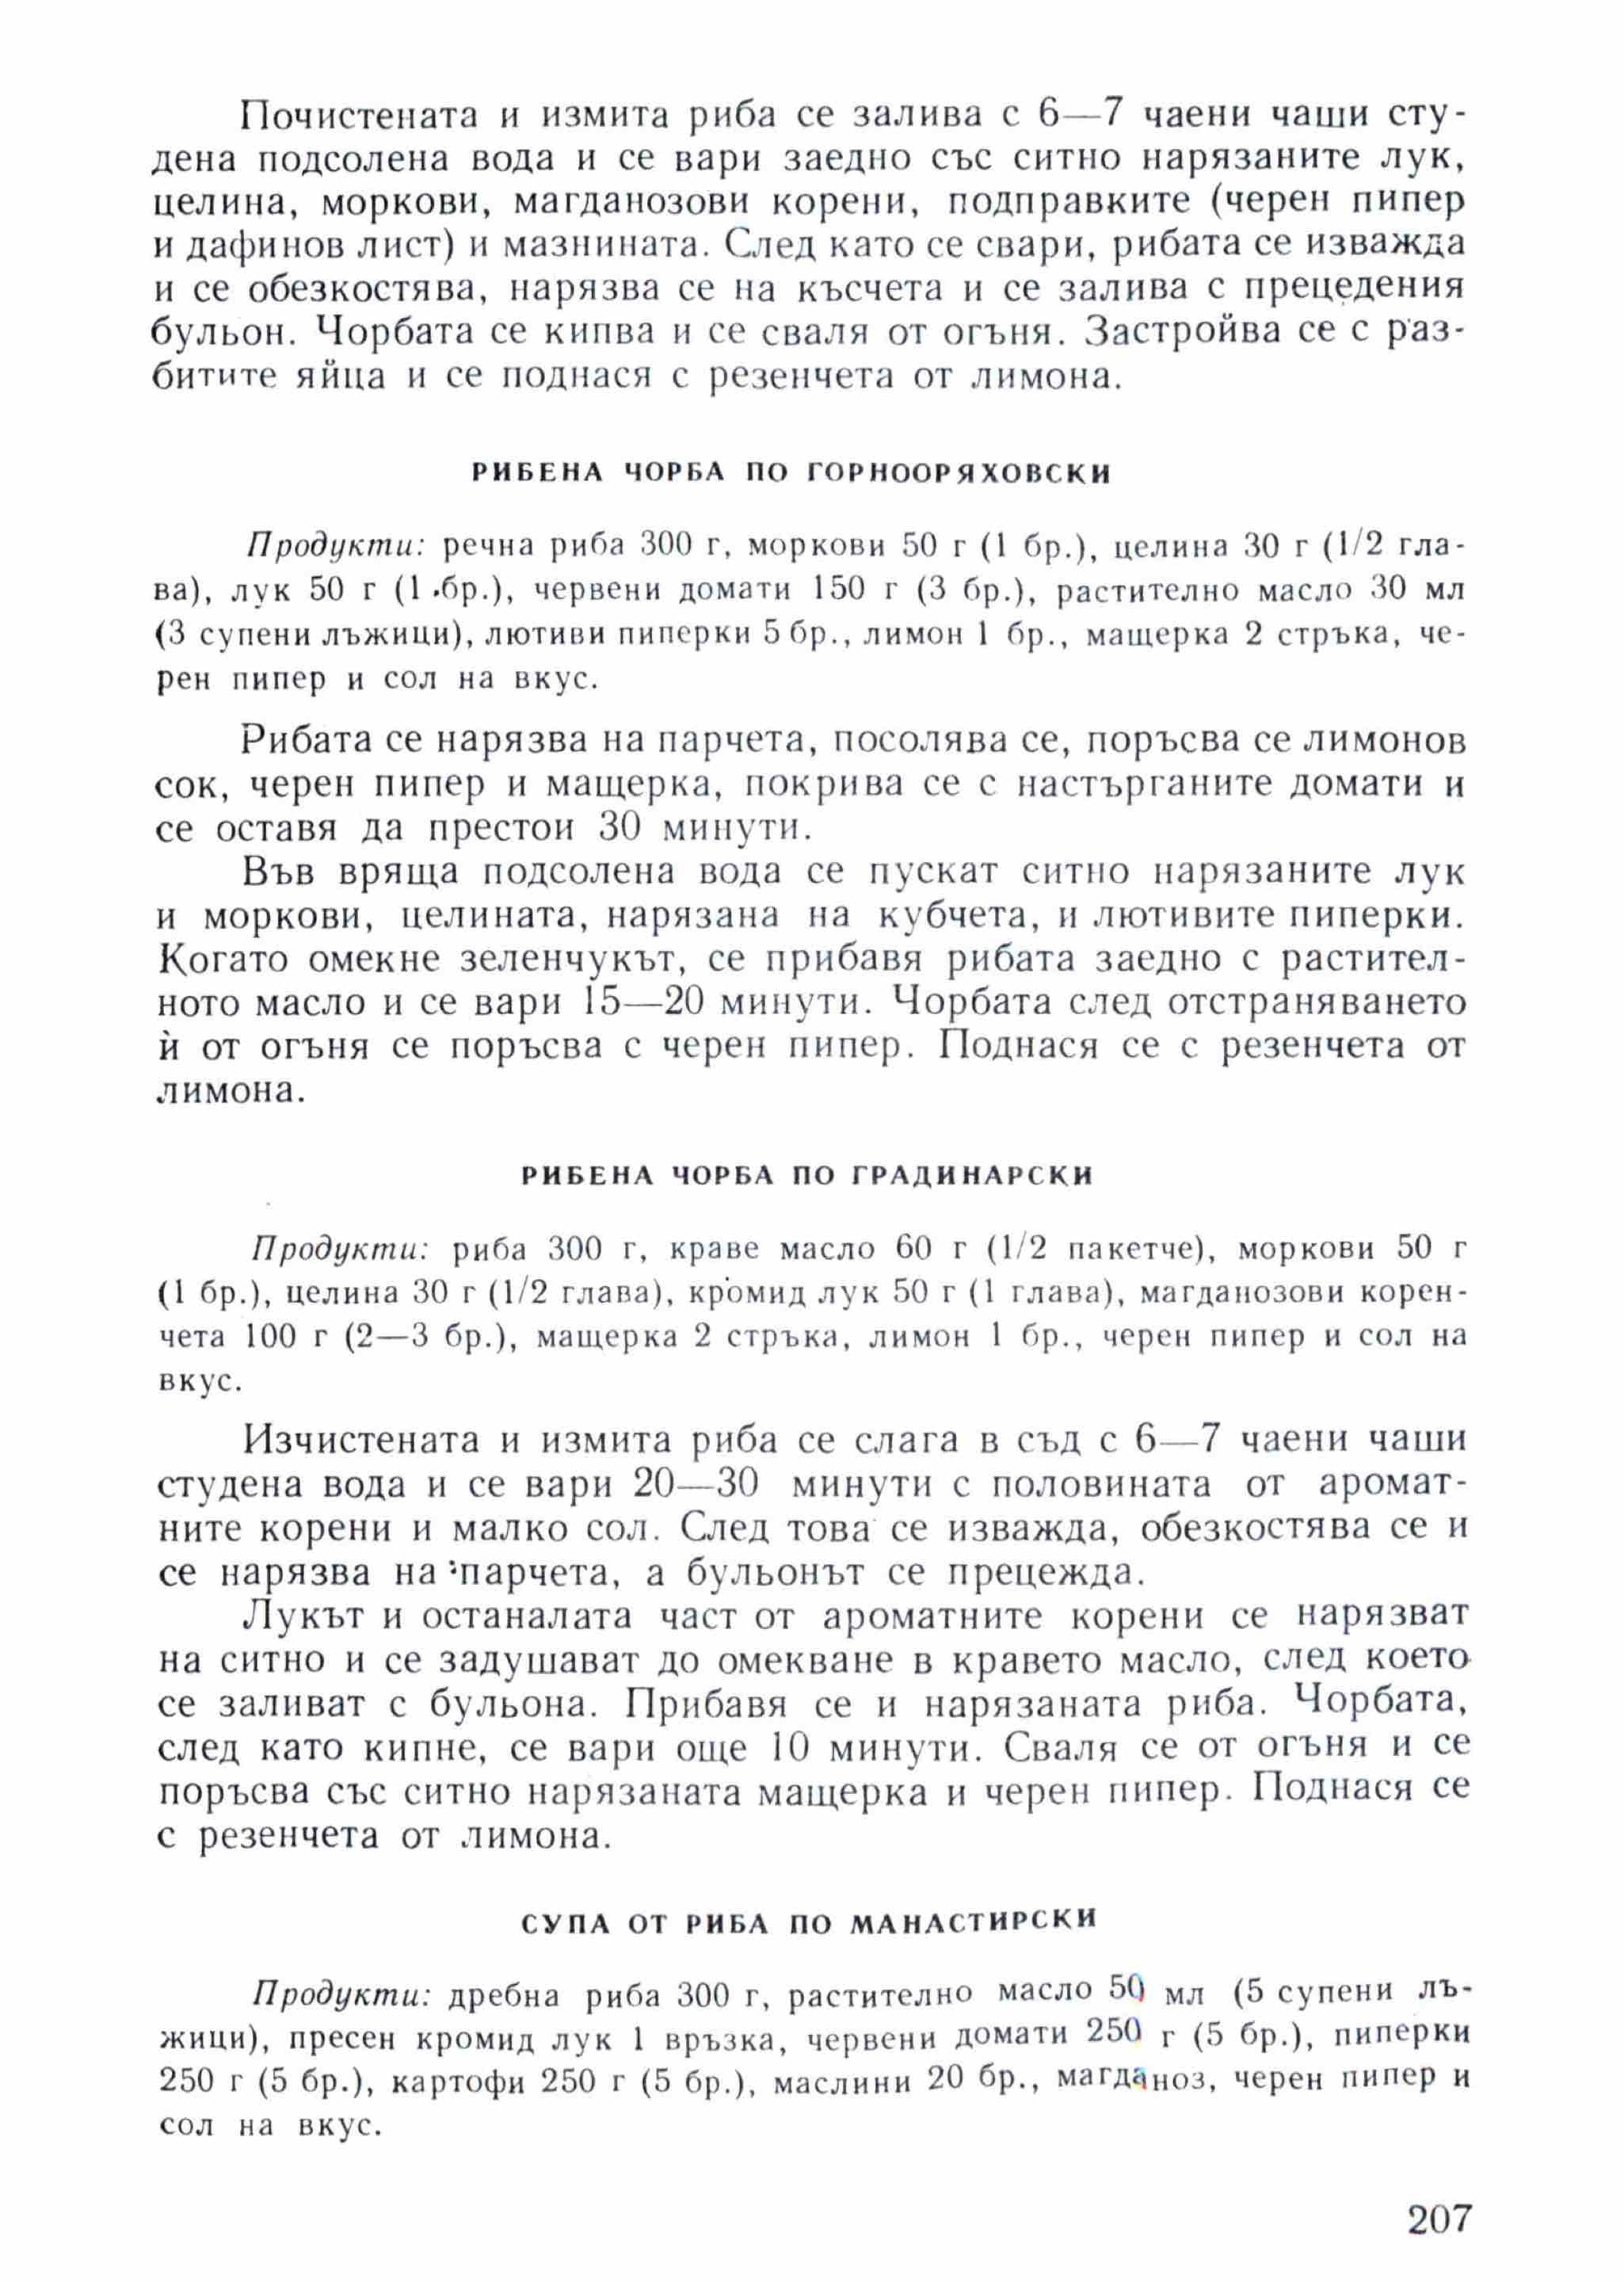 Почистената и измита риба се залива с 6—7 чаени чаши сту-
дена подсолена вода и се вари заедно със ситно нарязаните лук,
целина, моркови, магданозови корени, подправките (черен пипер
и дафинов лист) и мазнината. След като се свари, рибата се изважда
и се обезкостява, нарязва се на късчета и се залива с прецедения
бульон. Чорбата се кипва и се сваля от огъня. Застройва се с раз-
битите яйца и се поднася с резенчета от лимона.
РИБЕНА ЧОРБА ПО ГОРНООРЯХОВСКИ
Продукти: речна риба 300 г, моркови 50 г (1 бр.), целина 30 г (1/2 гла-
ва), лук 50 г (1 бр.), червени домати 150 г (3 бр.), растително масло 30 мл
(3 супени лъжици), лютиви пиперки 5 бр., лимон 1 бр., мащерка 2 стръка, че-
рен пипер и сол на вкус.
Рибата се нарязва на парчета, посолява се, поръсва се лимонов
сок, черен пипер и мащерка, покрива се с настърганите домати и
се оставя да престои 30 минути.
Във вряща подсолена вода се пускат ситно нарязаните лук
и моркови, целината, нарязана на кубчета, и лютивите пиперки.
Когато омекне зеленчукът, се прибавя рибата заедно с растител-
ното масло и се вари 15—20 минути. Чорбата след отстраняването
ѝ от огъня се поръсва с черен пипер. Поднася се с резенчета от
лимона.
РИБЕНА ЧОРБА ПО ГРАДИНАРСКИ
Продукти: риба 300 г, краве масло 60 г (1/2 пакетче), моркови 50 г
(1 бр.), целина 30 г (1/2 глава), кромид лук 50 г (1 глава), магданозови корен-
чета 100 г (2—3 бр.), мащерка 2 стръка, лимон 1 бр., черен пипер и сол на
вкус.
Изчистената и измита риба се слага в съд с 6—7 чаени чаши
студена вода и се вари 20—30 минути с половината от аромат-
ните корени и малко сол. След това се изважда, обезкостява се и
се нарязва на парчета, а бульонът се прецежда.
Лукът и останалата част от ароматните корени се нарязват
на ситно и се задушават до омекване в кравето масло, след което
се заливат с бульона. Прибавя се и нарязаната риба. Чорбата,
след като кипне, се вари още 10 минути. Сваля се от огъня и се
поръсва със ситно нарязаната мащерка и черен пипер. Поднася се
с резенчета от лимона.
СУПА ОТ РИБА ПО МАНАСТИРСКИ
Продукти: дребна риба 300 г, растително масло 50 мл (5 супени лъ-
жици), пресен кромид лук 1 връзка, червени домати 250 г (5 бр.), пиперки
250 г (5 бр.), картофи 250 г (5 бр.), маслини 20 бр., магданоз, черен пипер и
сол на вкус.
207